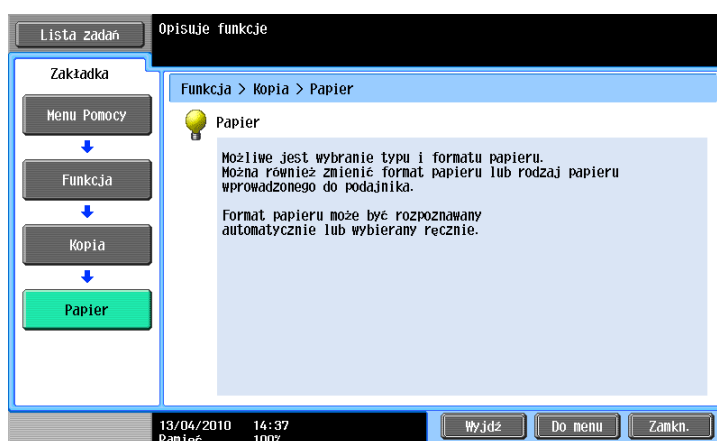 Lista zadań
Opisuje funkcje
Zakładka
Menu Pomocy
Funkcja
Kopia
Papier
Funkcja > Kopia > Papier
Papier
Możliwe jest wybranie typu i formatu papieru.
Można również zmienić format papieru lub rodzaj papieru
wprowadzonego do podajnika.
Format papieru może być rozpoznawany
automatycznie lub wybierany ręcznie.
13/04/2010 14:37
Pamięć 100%
Wyjdź
Do menu
Zamkn.